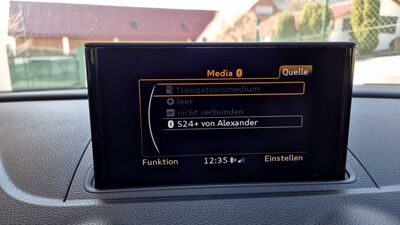 Media
Quelle
Navigationsmedium
leer
nicht verbunden
S24+ von Alexander
Funktion
12:35
Einstellen